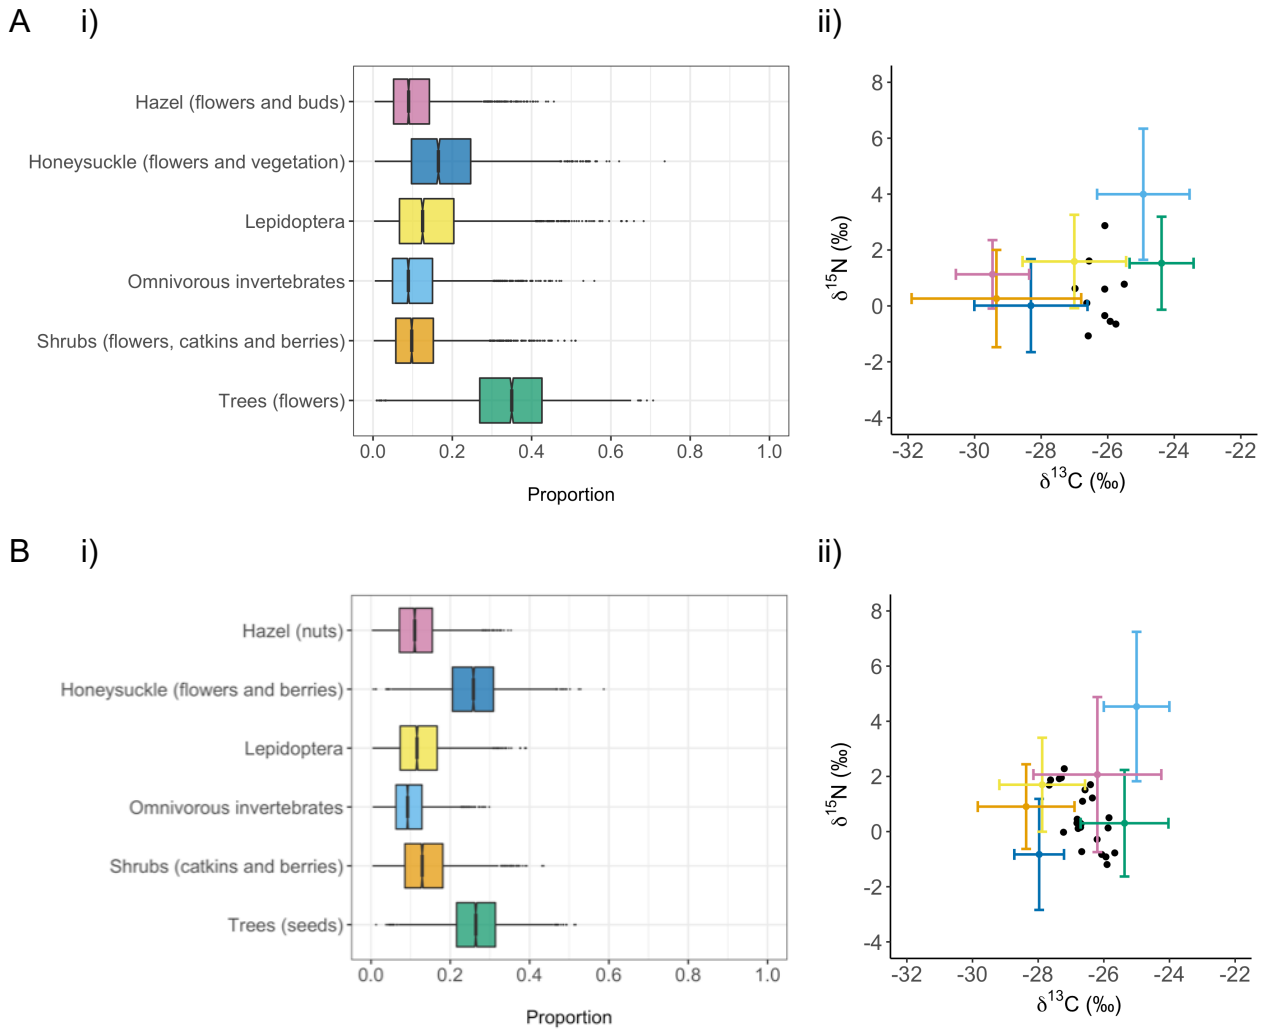 A i) ii)
Hazel (flowers and buds)
Honeysuckle (flowers and vegetation)
Lepidoptera
Omnivorous invertebrates
Shrubs (flowers, catkins and berries)
Trees (flowers)
0.0 0.2 0.4 0.6 0.8 1.0
Proportion
8
6
4
2
0
-2
-4
δ15N (‰)
-32 -30 -28 -26 -24 -22
δ13C (‰)
B i) ii)
Hazel (nuts)
Honeysuckle (flowers and berries)
Lepidoptera
Omnivorous invertebrates
Shrubs (catkins and berries)
Trees (seeds)
0.0 0.2 0.4 0.6 0.8 1.0
Proportion
8
6
4
2
0
-2
-4
δ15N (‰)
-32 -30 -28 -26 -24 -22
δ13C (‰)